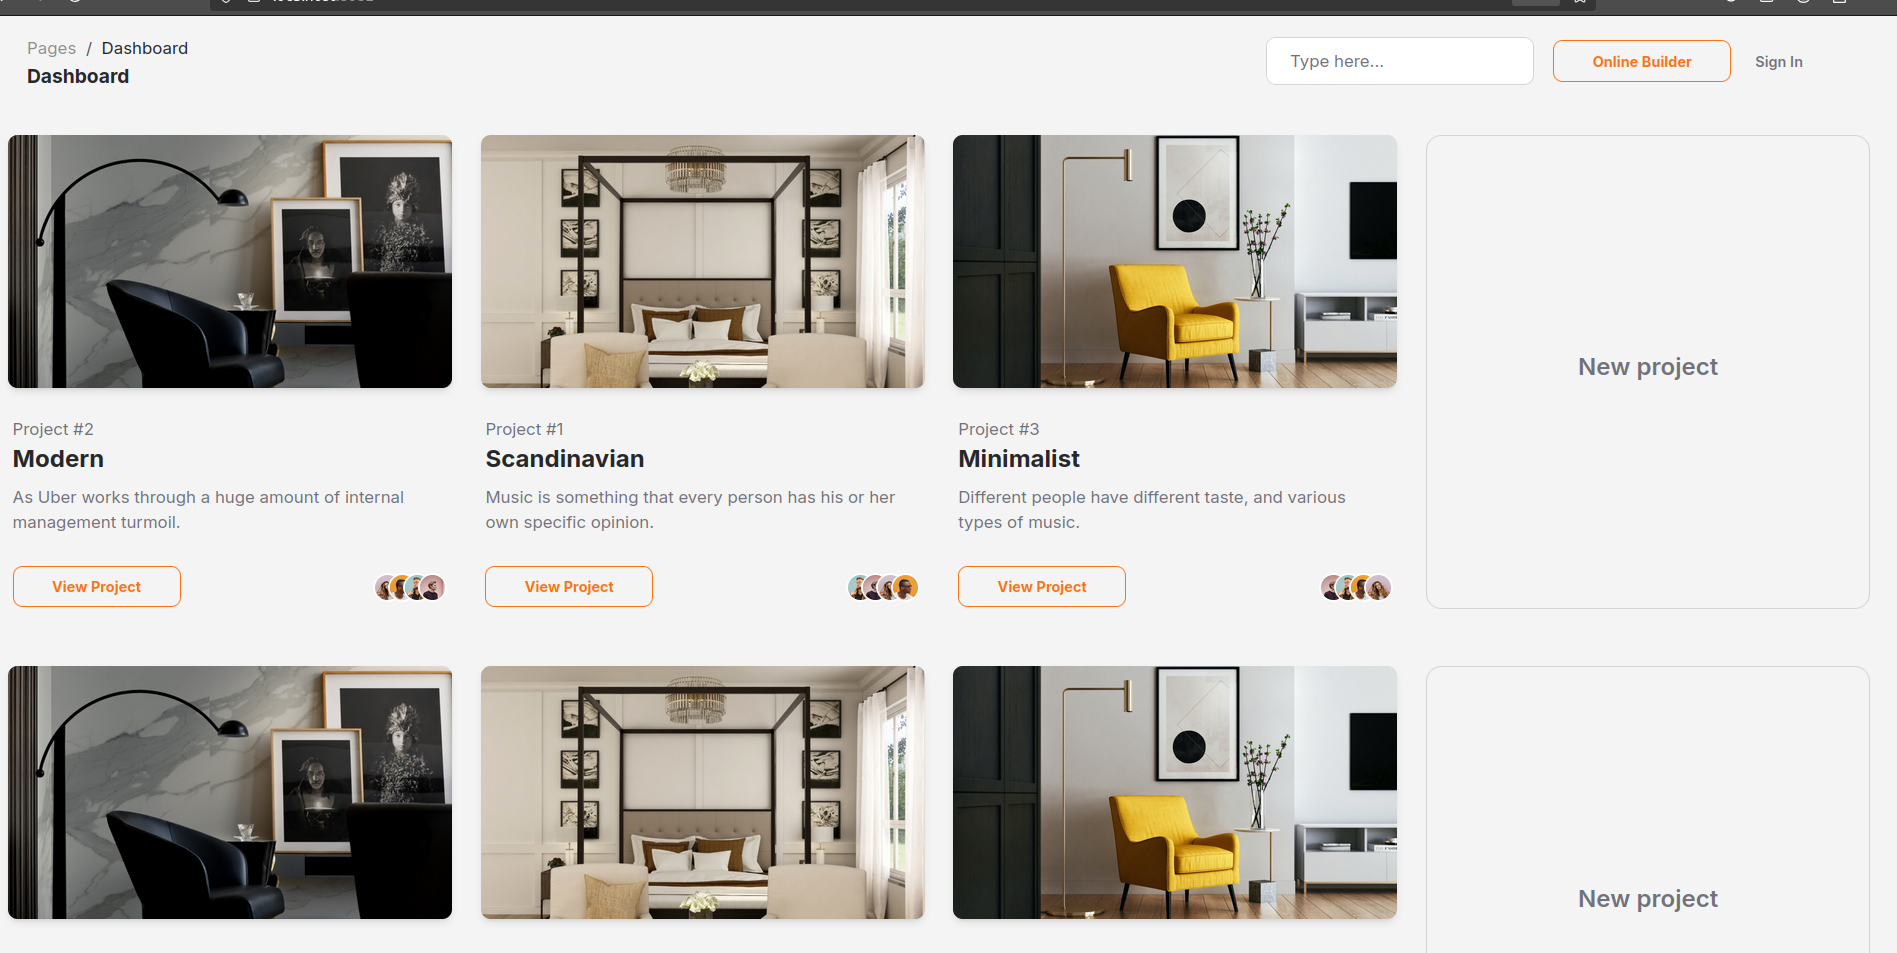 Pages / Dashboard
Dashboard
Type here...
Online Builder
Sign In
Project #2
Modern
As Uber works through a huge amount of internal
management turmoil.
View Project
Project #1
Scandinavian
Music is something that every person has his or her
own specific opinion.
View Project
Project #3
Minimalist
Different people have different taste, and various
types of music.
View Project
New project
New project